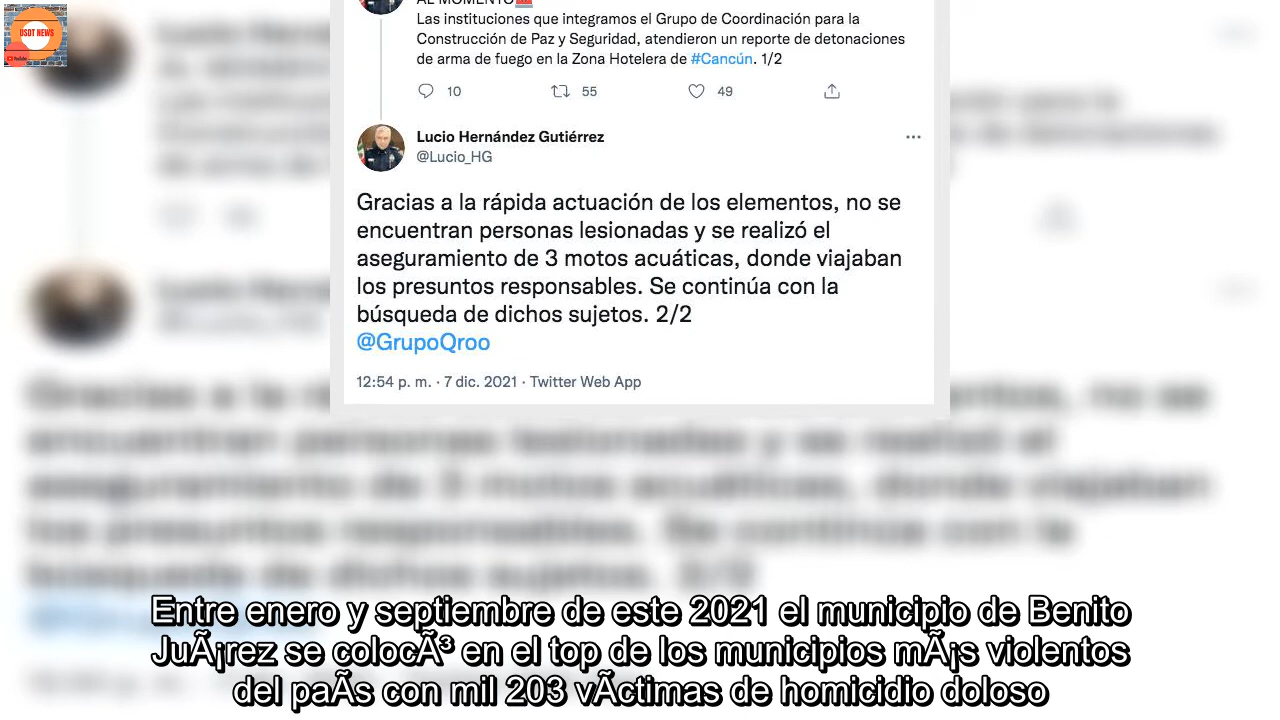 USDT NEWS
AL MOMENTO🚨
Las instituciones que integramos el Grupo de Coordinación para la
Construcción de Paz y Seguridad, atendieron un reporte de detonaciones
de arma de fuego en la Zona Hotelera de #Cancún. 1/2
10 55 49
Lucio Hernández Gutiérrez
@Lucio_HG
Gracias a la rápida actuación de los elementos, no se
encuentran personas lesionadas y se realizó el
aseguramiento de 3 motos acuáticas, donde viajaban
los presuntos responsables. Se continúa con la
búsqueda de dichos sujetos. 2/2
@GrupoQroo
12:54 p. m. · 7 dic. 2021 · Twitter Web App
Entre enero y septiembre de este 2021 el municipio de Benito
JuÃ¡rez se colocÃ³ en el top de los municipios mÃ¡s violentos
del paÃs con mil 203 vÃctimas de homicidio doloso